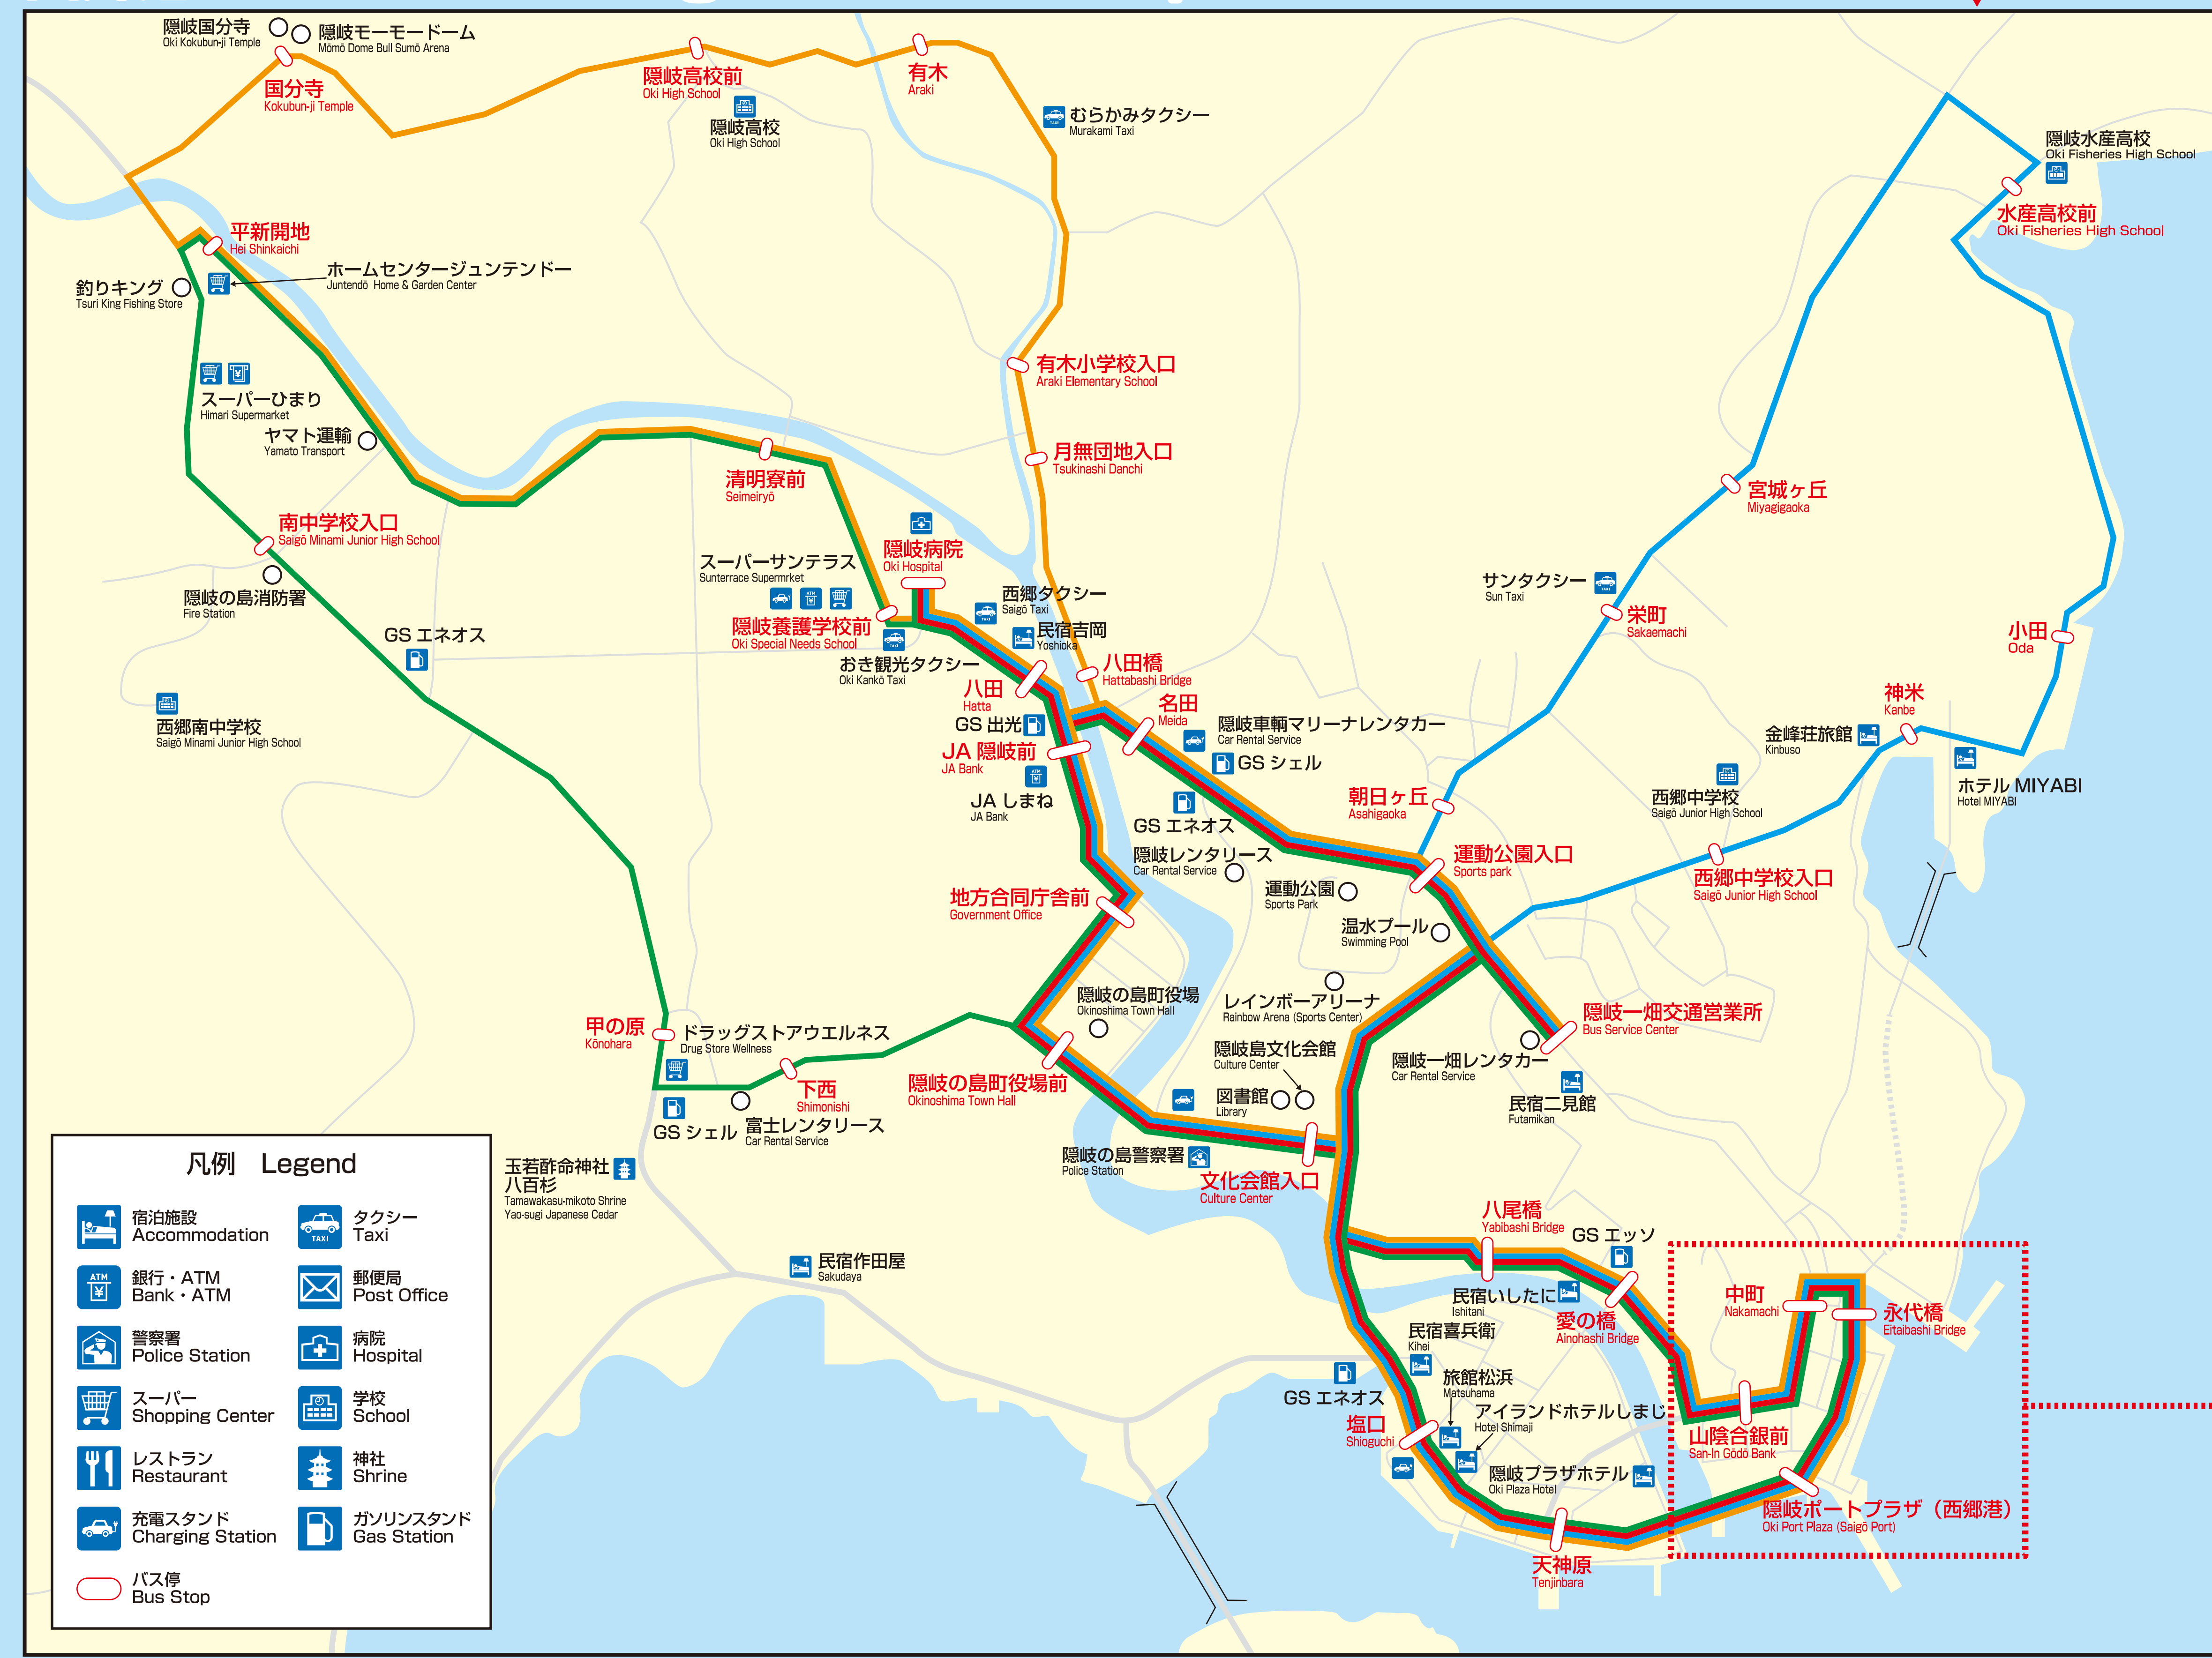 隠岐国分寺
Oki Kokubun-ji Temple
隠岐モーモードーム
Mōmō Dome Bull Sumō Arena
国分寺
Kokubun-ji Temple
隠岐高校前
Oki High School
隠岐高校
Oki High School
有木
Araki
むらかみタクシー
Murakami Taxi
隠岐水産高校
Oki Fisheries High School
水産高校前
Oki Fisheries High School
平新開地
Hei Shinkaichi
ホームセンタージュンテンドー
Juntendō Home & Garden Center
釣りキング
Tsuri King Fishing Store
スーパーひまり
Himari Supermarket
ヤマト運輸
Yamato Transport
有木小学校入口
Araki Elementary School
月無団地入口
Tsukinashi Danchi
清明寮前
Seimeiryō
宮城ヶ丘
Miyagigaoka
南中学校入口
Saigō Minami Junior High School
隠岐の島消防署
Fire Station
GS エネオス
西郷南中学校
Saigō Minami Junior High School
隠岐病院
Oki Hospital
スーパーサンテラス
Sunterrace Supermrket
隠岐養護学校前
Oki Special Needs School
おき観光タクシー
Oki Kankō Taxi
西郷タクシー
Saigō Taxi
民宿吉岡
Yoshioka
八田
Hatta
八田橋
Hattabashi Bridge
サンタクシー
Sun Taxi
TAXI
栄町
Sakaemachi
小田
Oda
神米
Kanbe
金峰荘旅館
Kinbuso
ホテル MIYABI
Hotel MIYABI
GS 出光
JA 隠岐前
JA Bank
ATM
¥
JA しまね
JA Bank
名田
Meida
隠岐車輌マリーナレンタカー
Car Rental Service
GS シェル
GS エネオス
朝日ヶ丘
Asahigaoka
西郷中学校
Saigō Junior High School
西郷中学校入口
Saigō Junior High School
隠岐レンタリース
Car Rental Service
運動公園
Sports Park
運動公園入口
Sports park
温水プール
Swimming Pool
地方合同庁舎前
Government Office
レインボーアリーナ
Rainbow Arena (Sports Center)
隠岐の島町役場
Okinoshima Town Hall
隠岐一畑交通営業所
Bus Service Center
隠岐一畑レンタカー
Car Rental Service
民宿二見館
Futamikan
甲の原
Kōnohara
ドラッグストアウエルネス
Drug Store Wellness
下西
Shimonishi
GS シェル
富士レンタリース
Car Rental Service
隠岐の島町役場前
Okinoshima Town Hall
隠岐島文化会館
Culture Center
図書館
Library
隠岐の島警察署
Police Station
文化会館入口
Culture Center
玉若酢命神社
八百杉
Tamawakasu-mikoto Shrine
Yao-sugi Japanese Cedar
民宿作田屋
Sakudaya
八尾橋
Yabibashi Bridge
GS エッソ
民宿いしたに
Ishitani
愛の橋
Ainohashi Bridge
中町
Nakamachi
永代橋
Eitaibashi Bridge
民宿喜兵衛
Kihei
旅館松浜
Matsuhama
GS エネオス
アイランドホテルしまじ
Hotel Shimaji
塩口
Shioguchi
隠岐プラザホテル
Oki Plaza Hotel
山陰合銀前
San-In Gōdō Bank
隠岐ポートプラザ（西郷港）
Oki Port Plaza (Saigō Port)
天神原
Tenjinbara
凡例 Legend
宿泊施設
Accommodation
TAXI
タクシー
Taxi
ATM
¥
銀行・ATM
Bank・ATM
郵便局
Post Office
警察署
Police Station
病院
Hospital
スーパー
Shopping Center
学校
School
レストラン
Restaurant
神社
Shrine
充電スタンド
Charging Station
ガソリンスタンド
Gas Station
バス停
Bus Stop